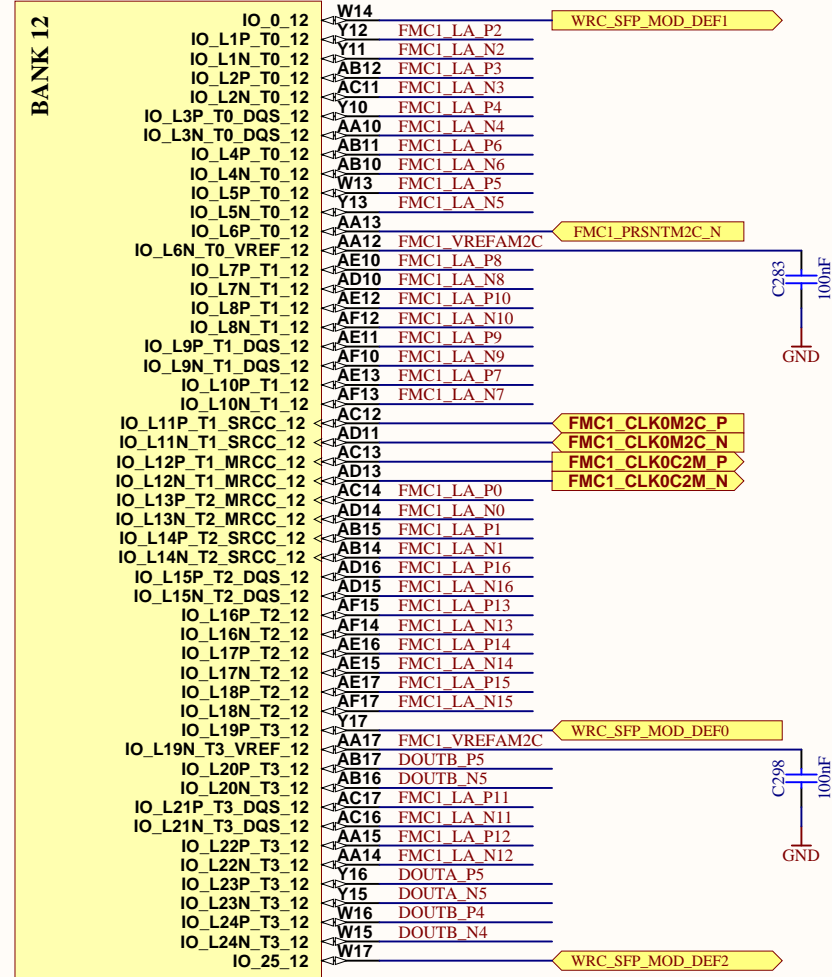 BANK 12
IO_0_12 W14 WRC_SFP_MOD_DEF1
IO_L1P_T0_12 Y12 FMC1_LA_P2
IO_L1N_T0_12 Y11 FMC1_LA_N2
IO_L2P_T0_12 AB12 FMC1_LA_P3
IO_L2N_T0_12 AC11 FMC1_LA_N3
IO_L3P_T0_DQS_12 Y10 FMC1_LA_P4
IO_L3N_T0_DQS_12 AA10 FMC1_LA_N4
IO_L4P_T0_12 AB11 FMC1_LA_P6
IO_L4N_T0_12 AB10 FMC1_LA_N6
IO_L5P_T0_12 W13 FMC1_LA_P5
IO_L5N_T0_12 Y13 FMC1_LA_N5
IO_L6P_T0_12 AA13 FMC1_PRSNTM2C_N
IO_L6N_T0_VREF_12 AA12 FMC1_VREFAM2C
IO_L7P_T1_12 AE10 FMC1_LA_P8
IO_L7N_T1_12 AD10 FMC1_LA_N8
IO_L8P_T1_12 AE12 FMC1_LA_P10
IO_L8N_T1_12 AF12 FMC1_LA_N10
IO_L9P_T1_DQS_12 AE11 FMC1_LA_P9
IO_L9N_T1_DQS_12 AF10 FMC1_LA_N9
IO_L10P_T1_12 AE13 FMC1_LA_P7
IO_L10N_T1_12 AF13 FMC1_LA_N7
C283
100nF
GND
IO_L11P_T1_SRCC_12 AC12 FMC1_CLK0M2C_P
IO_L11N_T1_SRCC_12 AD11 FMC1_CLK0M2C_N
IO_L12P_T1_MRCC_12 AC13 FMC1_CLK0C2M_P
IO_L12N_T1_MRCC_12 AD13 FMC1_CLK0C2M_N
IO_L13P_T2_MRCC_12 AC14 FMC1_LA_P0
IO_L13N_T2_MRCC_12 AD14 FMC1_LA_N0
IO_L14P_T2_SRCC_12 AB15 FMC1_LA_P1
IO_L14N_T2_SRCC_12 AB14 FMC1_LA_N1
IO_L15P_T2_DQS_12 AD16 FMC1_LA_P16
IO_L15N_T2_DQS_12 AD15 FMC1_LA_N16
IO_L16P_T2_12 AF15 FMC1_LA_P13
IO_L16N_T2_12 AF14 FMC1_LA_N13
IO_L17P_T2_12 AE16 FMC1_LA_P14
IO_L17N_T2_12 AE15 FMC1_LA_N14
IO_L18P_T2_12 AE17 FMC1_LA_P15
IO_L18N_T2_12 AF17 FMC1_LA_N15
IO_L19P_T3_12 Y17 WRC_SFP_MOD_DEF0
IO_L19N_T3_VREF_12 AA17 FMC1_VREFAM2C
IO_L20P_T3_12 AB17 DOUTB_P5
IO_L20N_T3_12 AB16 DOUTB_N5
IO_L21P_T3_DQS_12 AC17 FMC1_LA_P11
IO_L21N_T3_DQS_12 AC16 FMC1_LA_N11
IO_L22P_T3_12 AA15 FMC1_LA_P12
IO_L22N_T3_12 AA14 FMC1_LA_N12
IO_L23P_T3_12 Y16 DOUTA_P5
IO_L23N_T3_12 Y15 DOUTA_N5
IO_L24P_T3_12 W16 DOUTB_P4
IO_L24N_T3_12 W15 DOUTB_N4
IO_25_12 W17 WRC_SFP_MOD_DEF2
C298
100nF
GND